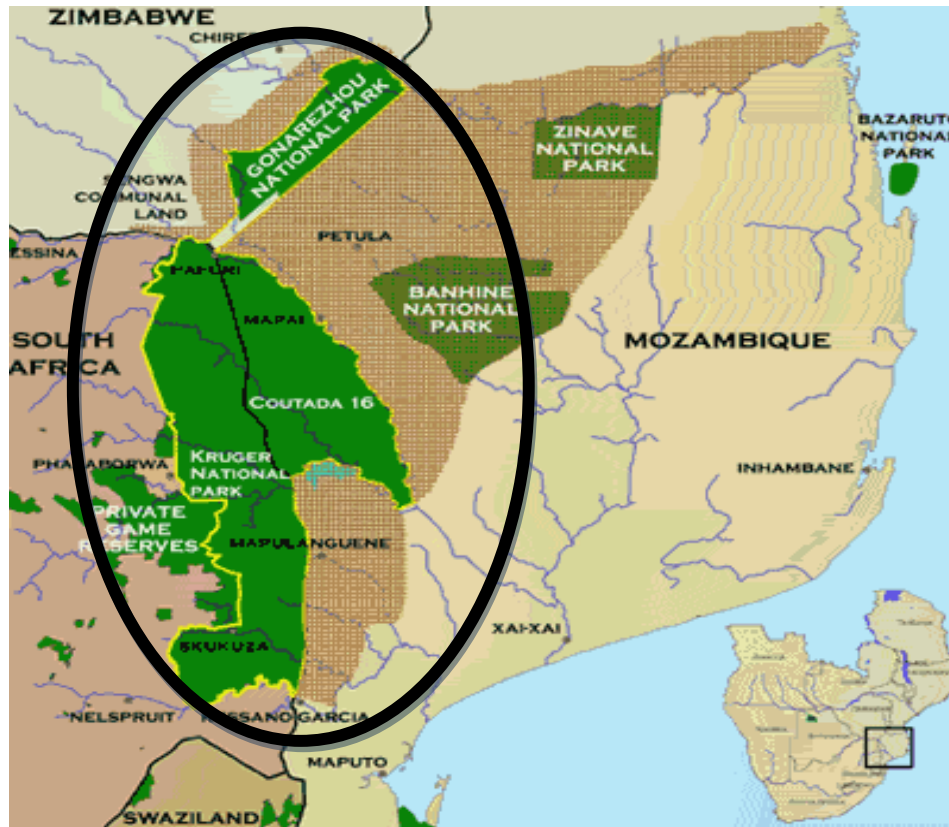 ZIMBABWE
GONAREZHOU
NATIONAL PARK
ZINAVE
NATIONAL
PARK
BAZARUTO
NATIONAL
PARK
COMMUNAL
LAND
PETULA
ESSINA
PAFURI
BANHINE
NATIONAL
PARK
MAPAI
SOUTH
AFRICA
MOZAMBIQUE
COUTADA 16
KRUGER
NATIONAL
PARK
PHALABORWA
INHAMBANE
PRIVATE
GAME
RESERVES
MAPULANGUENE
XAI-XAI
SKUKUZA
NELSPRUIT
GARCIA
MAPUTO
SWAZILAND